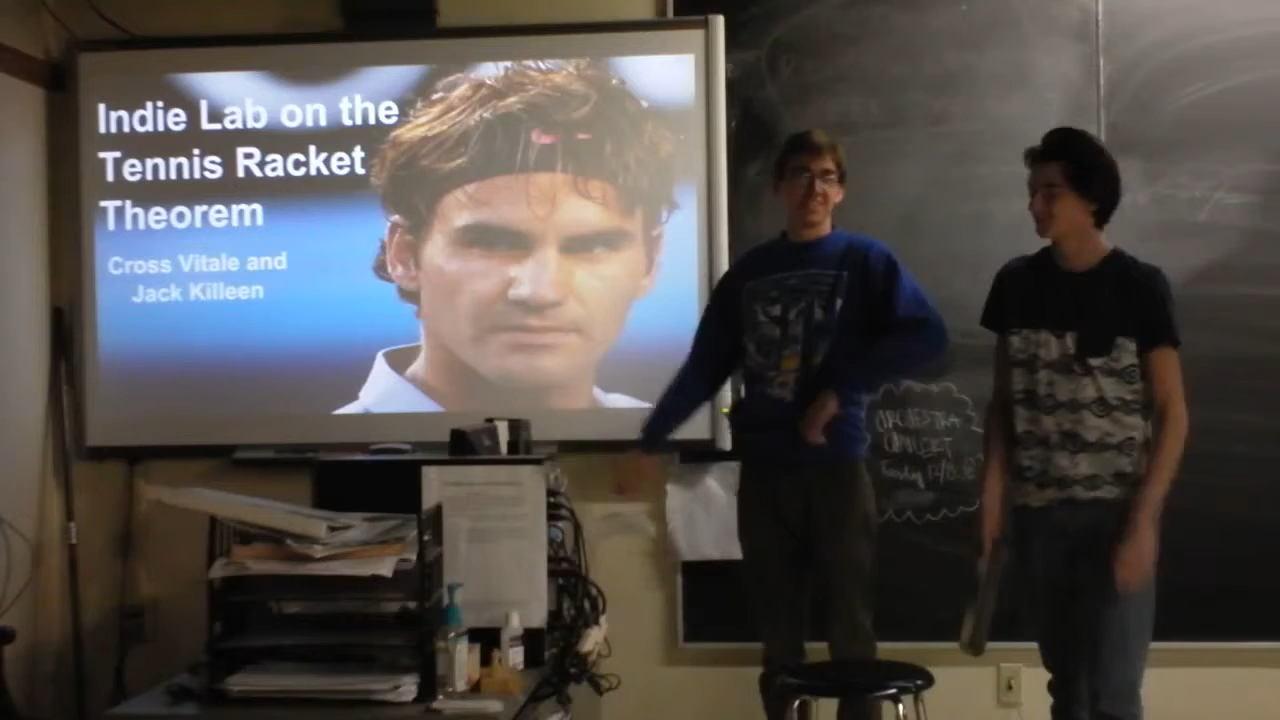 Indie Lab on the
Tennis Racket
Theorem
Cross Vitale and
Jack Killeen
ORCHESTRA
CONCERT